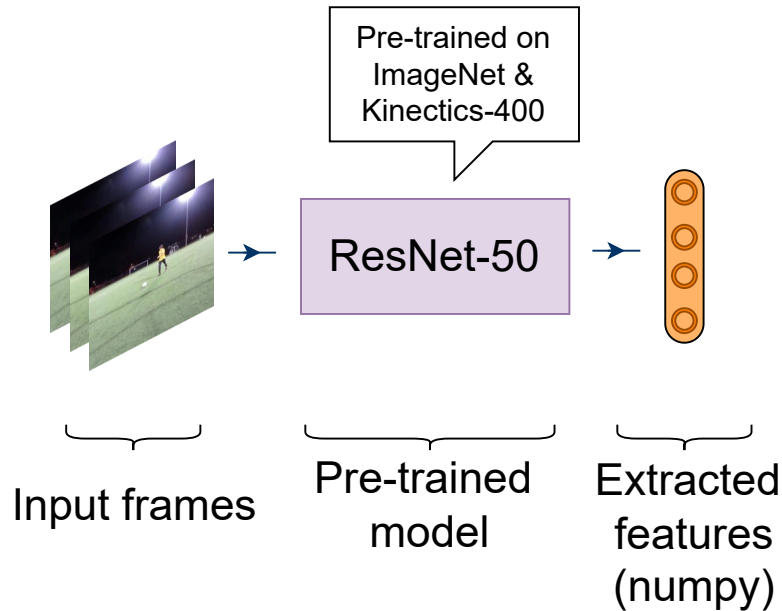 Pre-trained on
ImageNet &
Kinectics-400
ResNet-50
Input frames
Pre-trained
model
Extracted
features
(numpy)